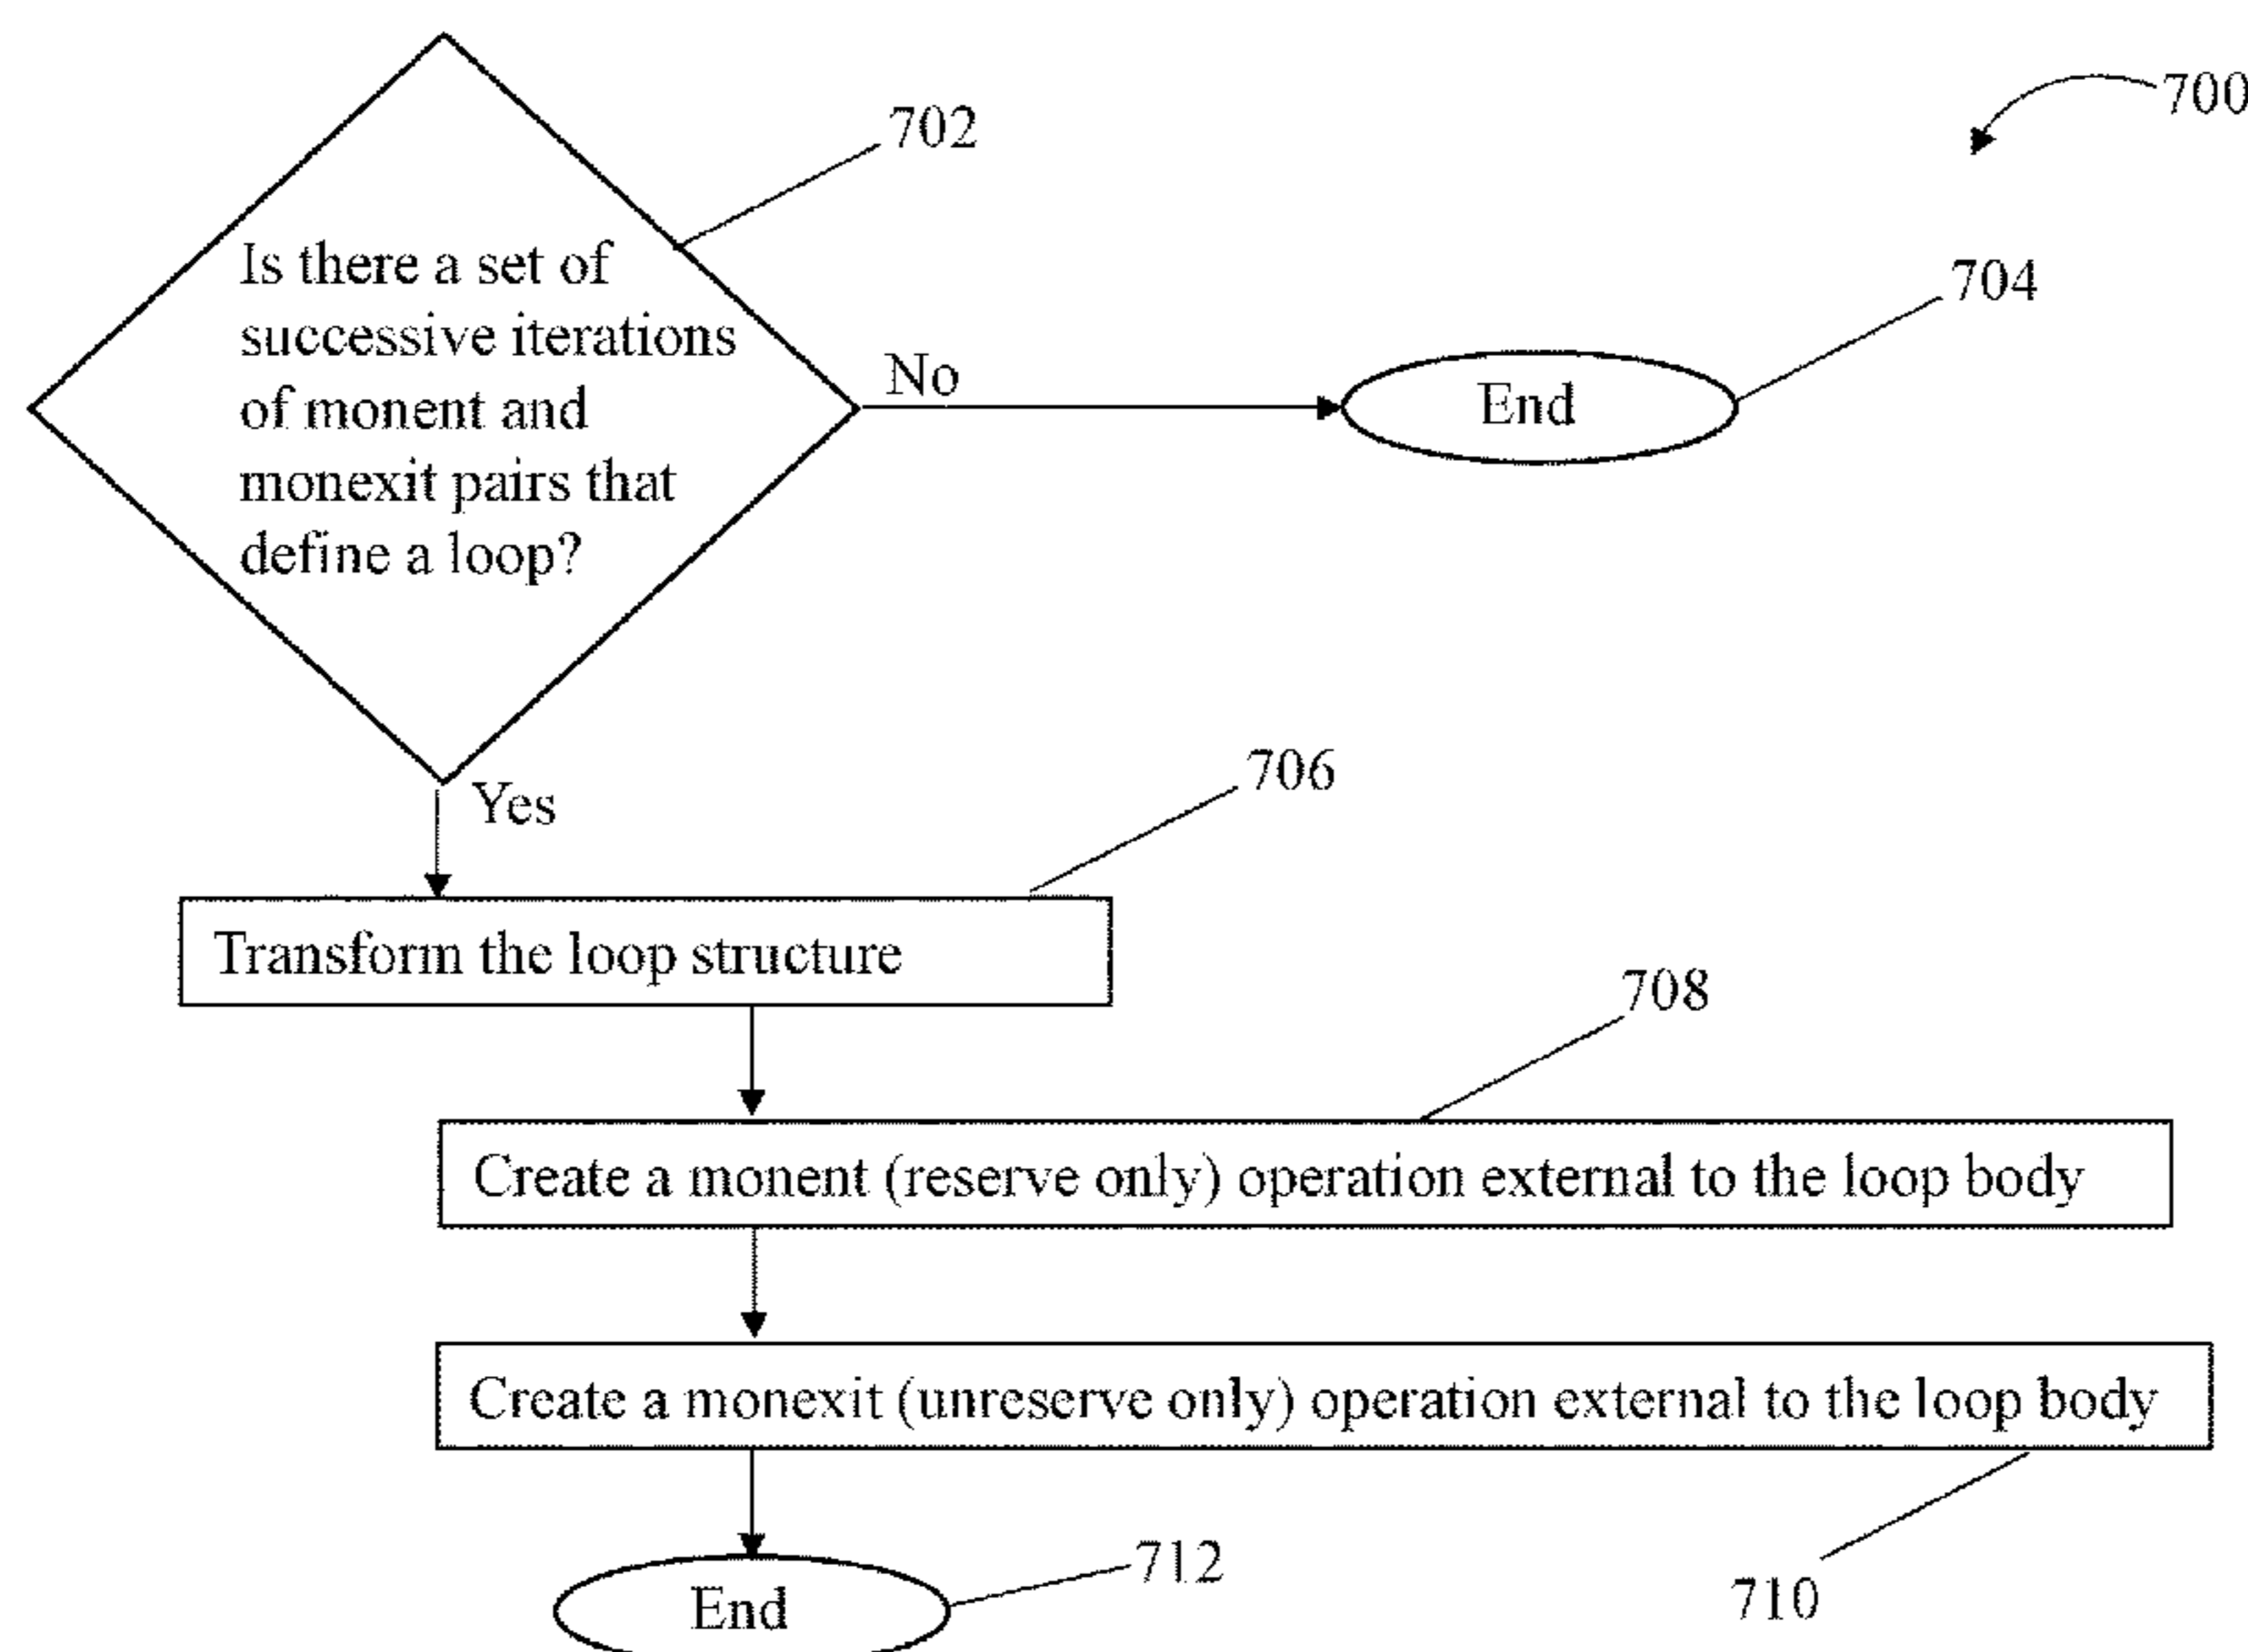 700
702
Is there a set of
successive iterations
of monent and
monexit pairs that
define a loop?
No
704
End
Yes
706
Transform the loop structure
708
Create a monent (reserve only) operation external to the loop body
Create a monexit (unreserve only) operation external to the loop body
710
712
End